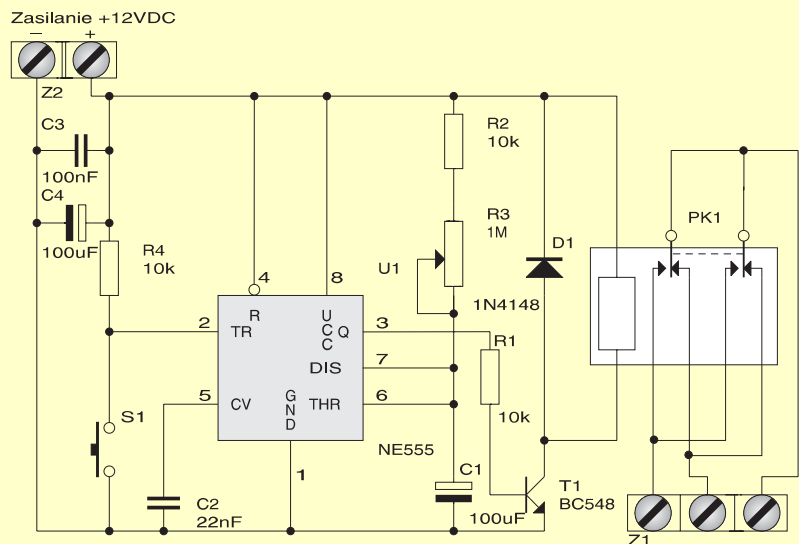 Zasilanie +12VDC
− +
Z2
C3
100nF
C4
100uF
R4
10k
R2
10k
R3
1M
U1
D1
1N4148
PK1
4
8
R
UCC
Q
2
TR
3
R1
10k
DIS
7
5
CV
GND
THR
6
S1
NE555
1
C2
22nF
C1
100uF
T1
BC548
Z1